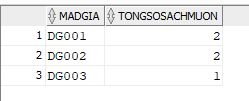 MADGIA TONGSOSACHMUON
1 DG001 2
2 DG002 2
3 DG003 1